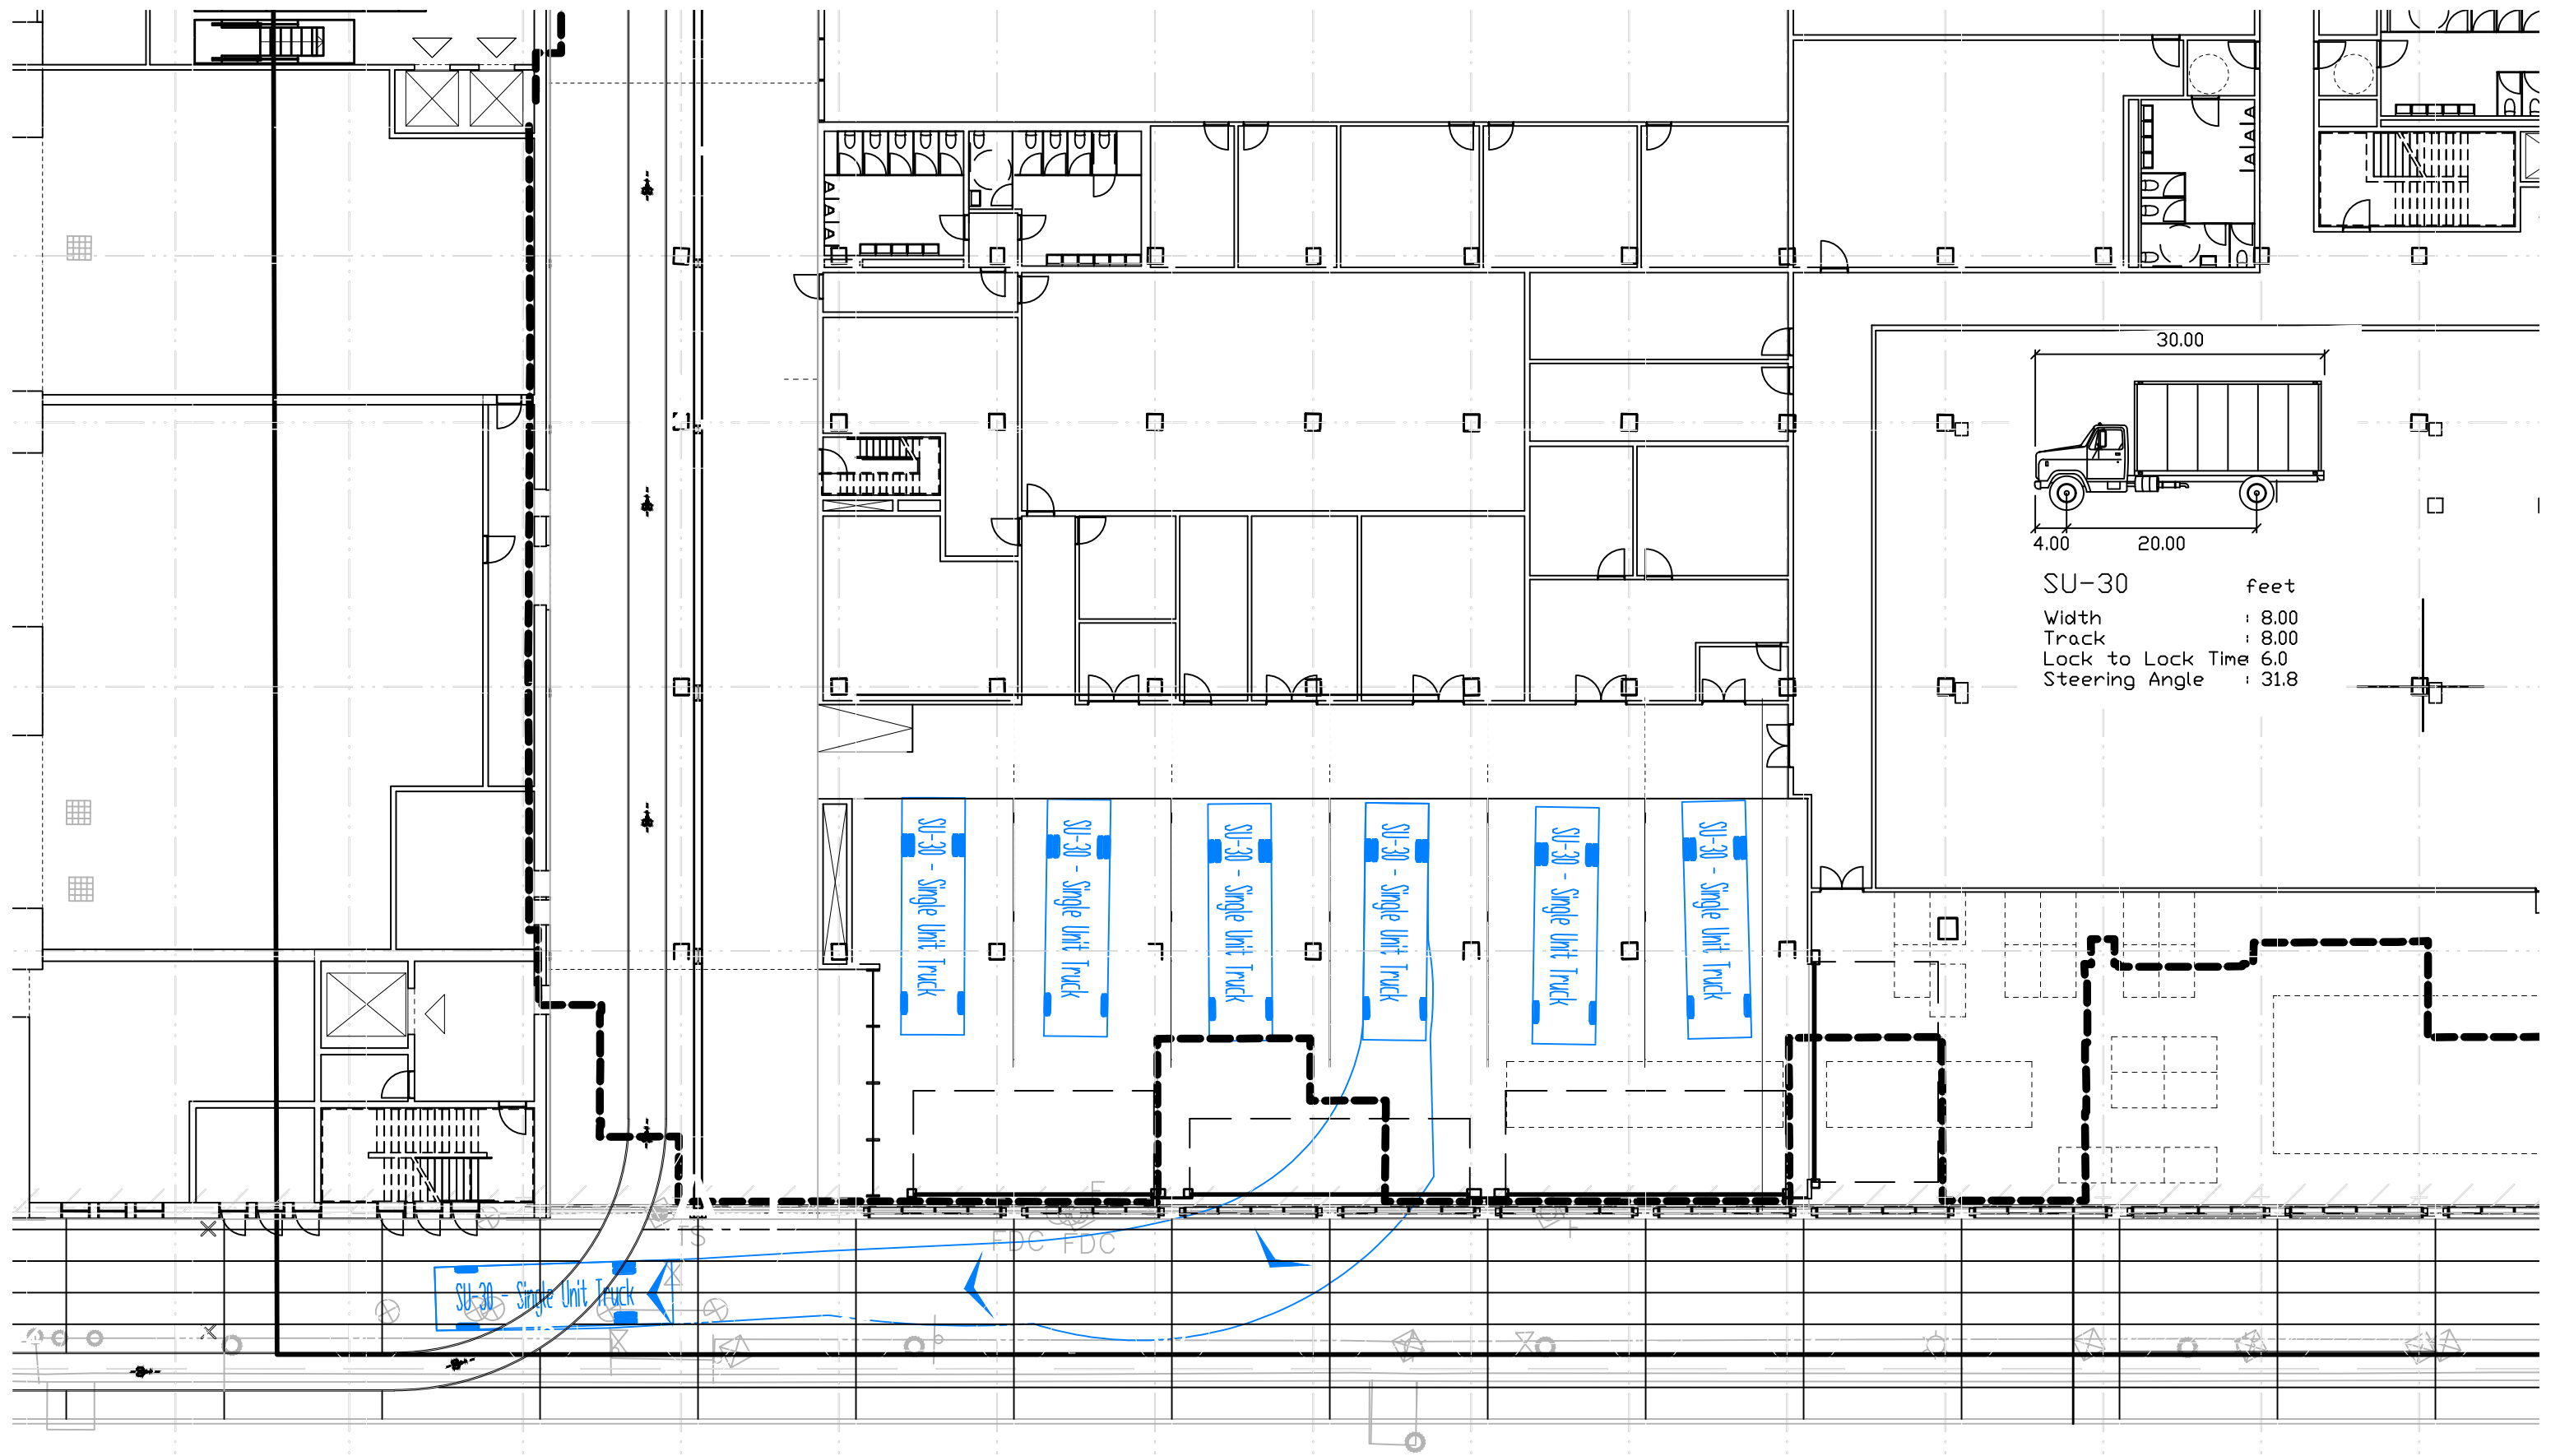 30.00
4.00 20.00
SU-30 feet
Width : 8.00
Track : 8.00
Lock to Lock Time : 6.0
Steering Angle : 31.8
SU-30 - Single Unit Truck
SU-30 - Single Unit Truck
SU-30 - Single Unit Truck
SU-30 - Single Unit Truck
SU-30 - Single Unit Truck
SU-30 - Single Unit Truck
TS
FDC FDC
SU-30 - Single Unit Truck